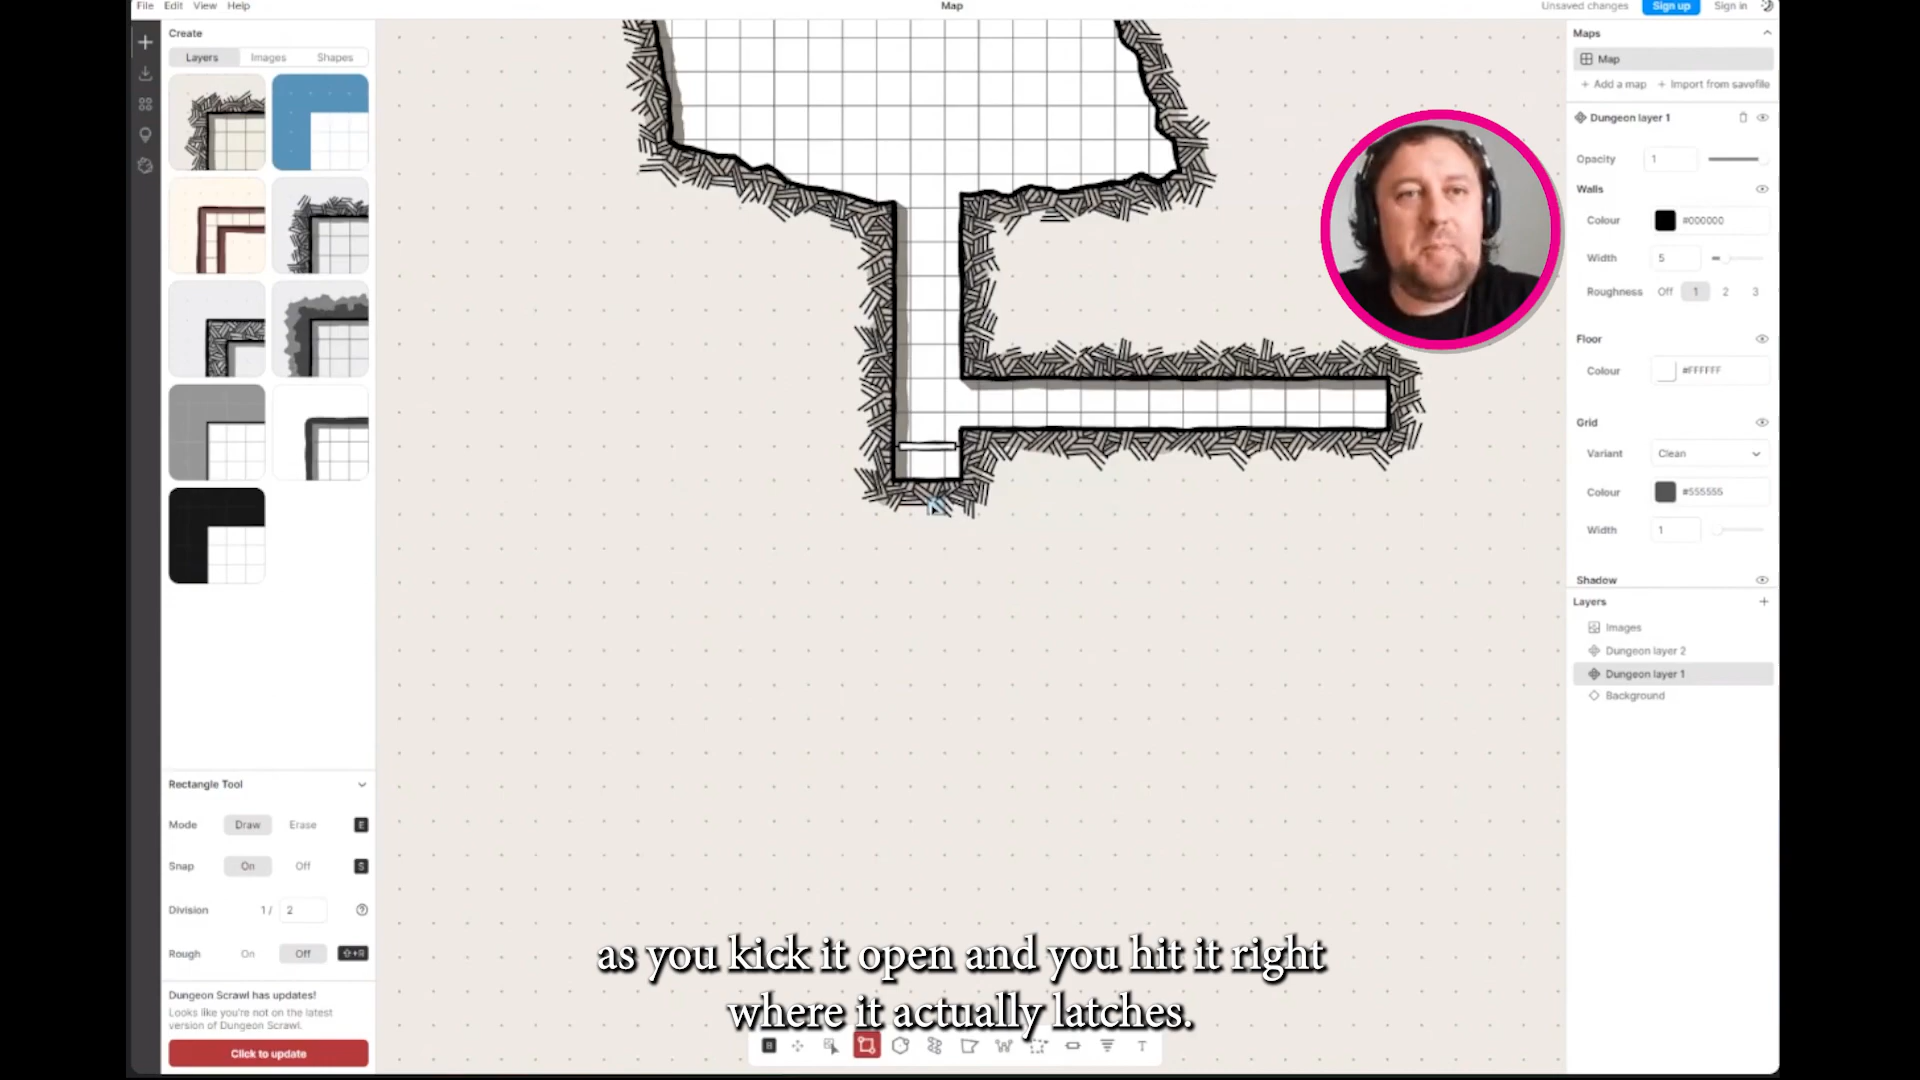 File Edit View Help
Map
Unsaved changes
Sign up
Sign in
Create
Layers Images Shapes
Rectangle Tool
Mode Draw Erase E
Snap On Off S
Division 1 / 2
Rough On Off
Dungeon Scrawl has updates!
Looks like you're not on the latest
version of Dungeon Scrawl.
Click to update
Maps
Map
+ Add a map + Import from savefile
Dungeon layer 1
Opacity 1
Walls
Colour #000000
Width 5
Roughness Off 1 2 3
Floor
Colour #FFFFFF
Grid
Variant Clean
Colour #555555
Width 1
Shadow
Layers
Images
Dungeon layer 2
Dungeon layer 1
Background
as you kick it open and you hit it right
where it actually latches.